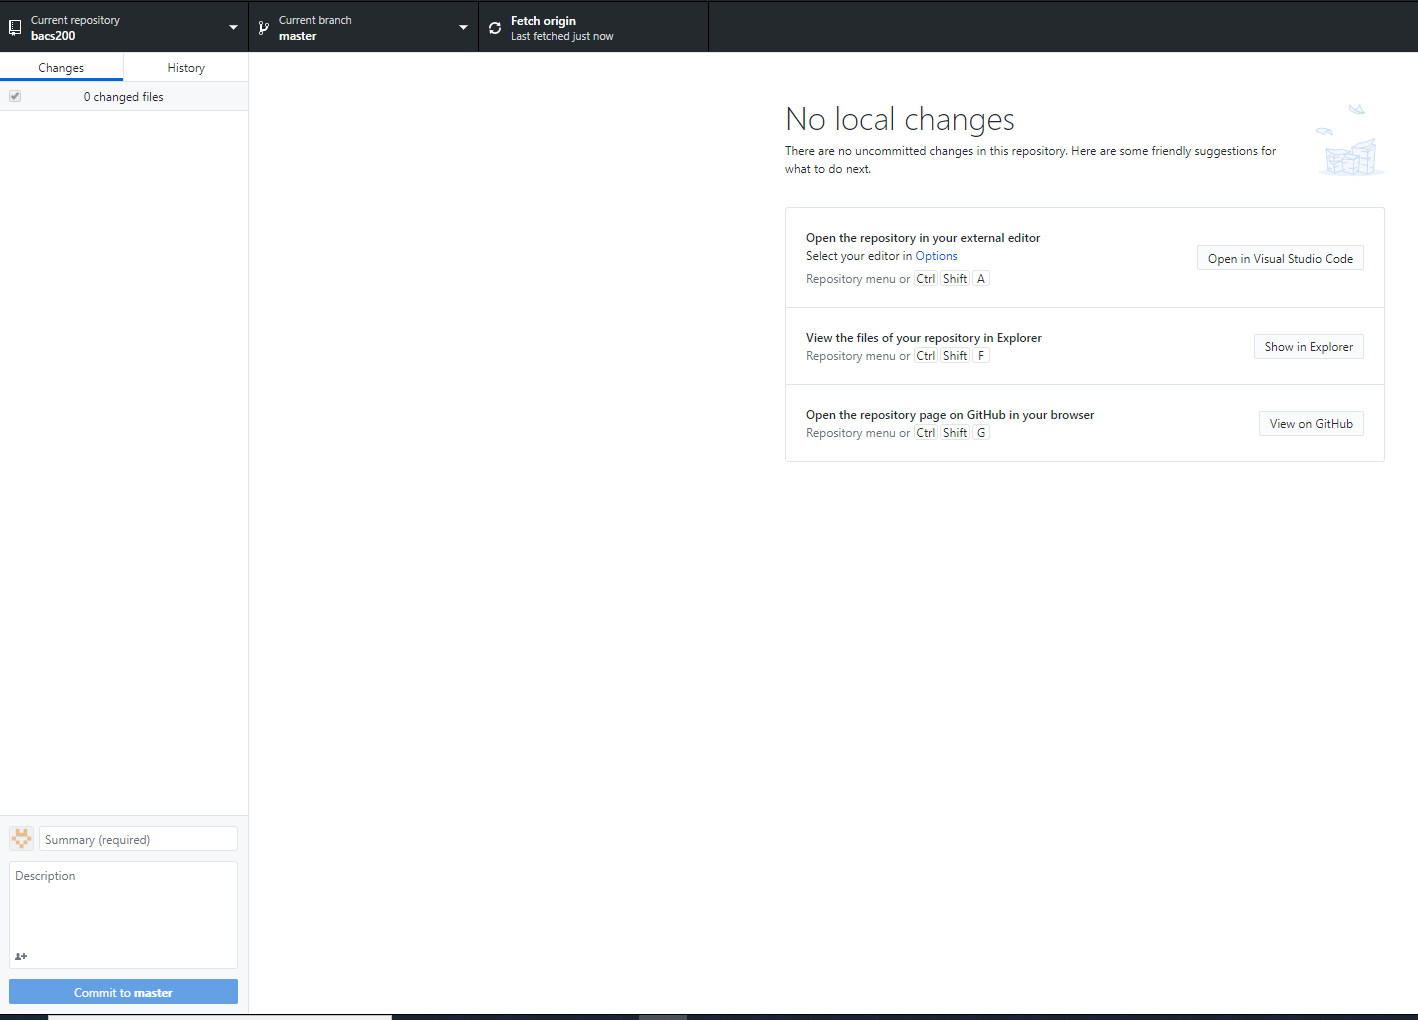 Current repository
bacs200
Current branch
master
Fetch origin
Last fetched just now
Changes
History
0 changed files
No local changes
There are no uncommitted changes in this repository. Here are some friendly suggestions for
what to do next.
Open the repository in your external editor
Select your editor in Options
Repository menu or Ctrl Shift A
Open in Visual Studio Code
View the files of your repository in Explorer
Repository menu or Ctrl Shift F
Show in Explorer
Open the repository page on GitHub in your browser
Repository menu or Ctrl Shift G
View on GitHub
Summary (required)
Description
Commit to master